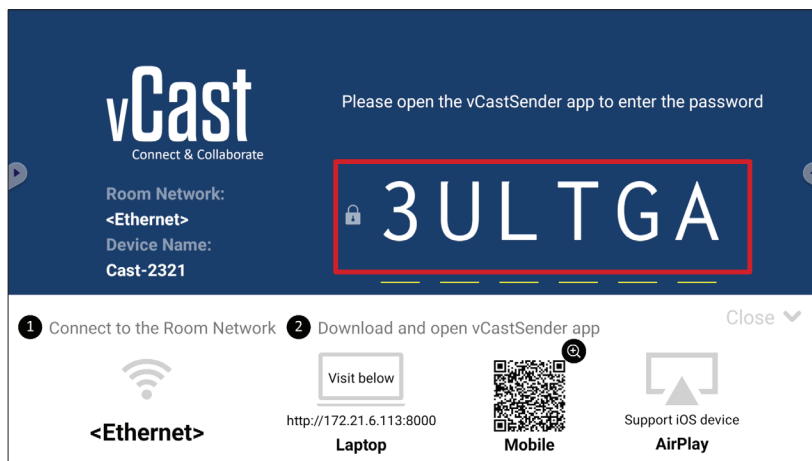 vCast
Connect & Collaborate
Please open the vCastSender app to enter the password
Room Network:
<Ethernet>
Device Name:
Cast-2321
3ULTGA
1 Connect to the Room Network
2 Download and open vCastSender app
Close
<Ethernet>
Visit below
http://172.21.6.113:8000
Laptop
Mobile
Support iOS device
AirPlay